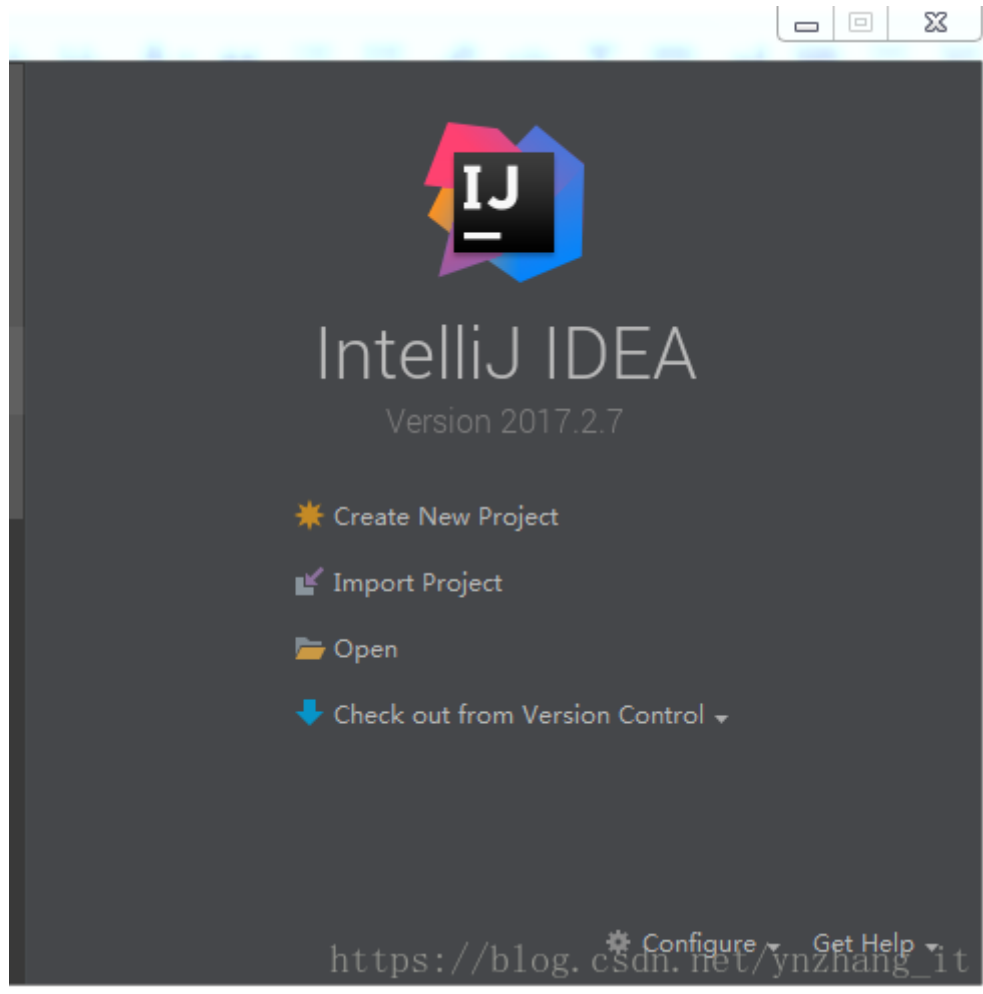 IJ
IntelliJ IDEA
Version 2017.2.7
Create New Project
Import Project
Open
Check out from Version Control
Configure Get Help
https://blog.csdn.net/ynzhang_it